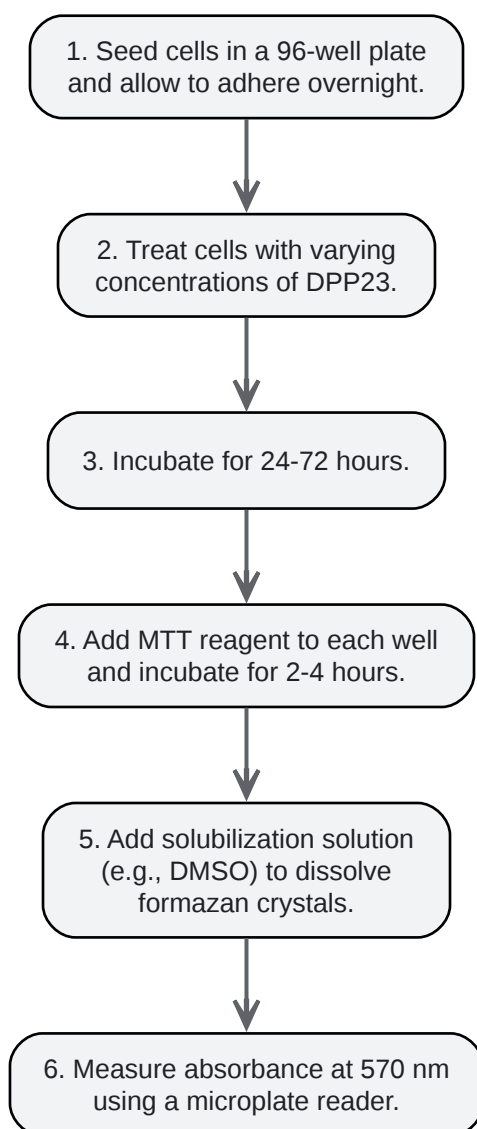 1. Seed cells in a 96-well plate
and allow to adhere overnight.
2. Treat cells with varying
concentrations of DPP23.
3. Incubate for 24-72 hours.
4. Add MTT reagent to each well
and incubate for 2-4 hours.
5. Add solubilization solution
(e.g., DMSO) to dissolve
formazan crystals.
6. Measure absorbance at 570 nm
using a microplate reader.